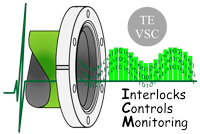 TE
VSC
Interlocks
Controls
Monitoring